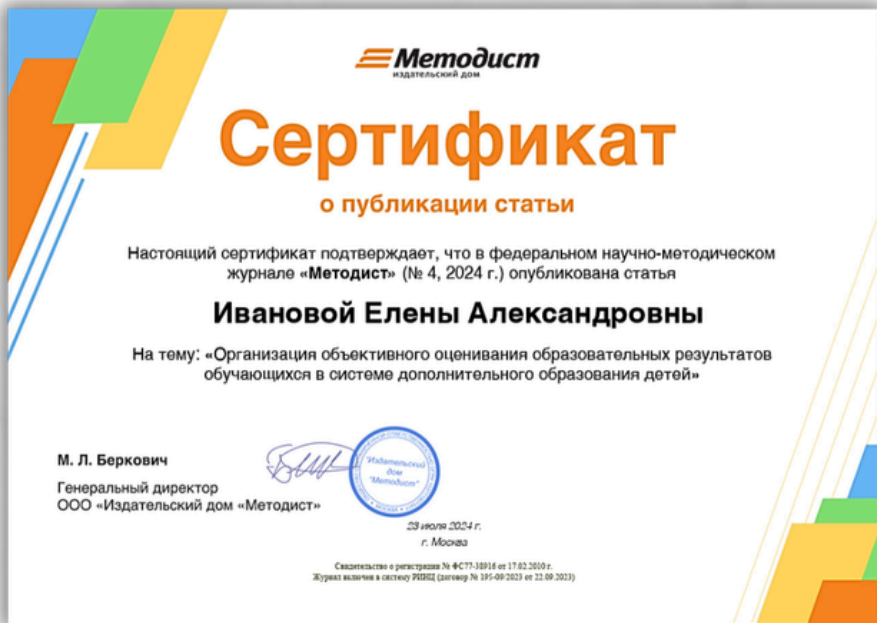 Методист
издательский дом
Сертификат
о публикации статьи
Настоящий сертификат подтверждает, что в федеральном научно-методическом
журнале «Методист» (№ 4, 2024 г.) опубликована статья
Ивановой Елены Александровны
На тему: «Организация объективного оценивания образовательных результатов
обучающихся в системе дополнительного образования детей»
М. Л. Беркович
Генеральный директор
ООО «Издательский дом «Методист»
"Издательский
дом
"Методист"
МОСКВА
23 июля 2024 г.
г. Москва
Свидетельство о регистрации № ФС77-38916 от 17.02.2010 г.
Журнал включен в систему РИНЦ (договор № 195-09/2023 от 22.09.2023)